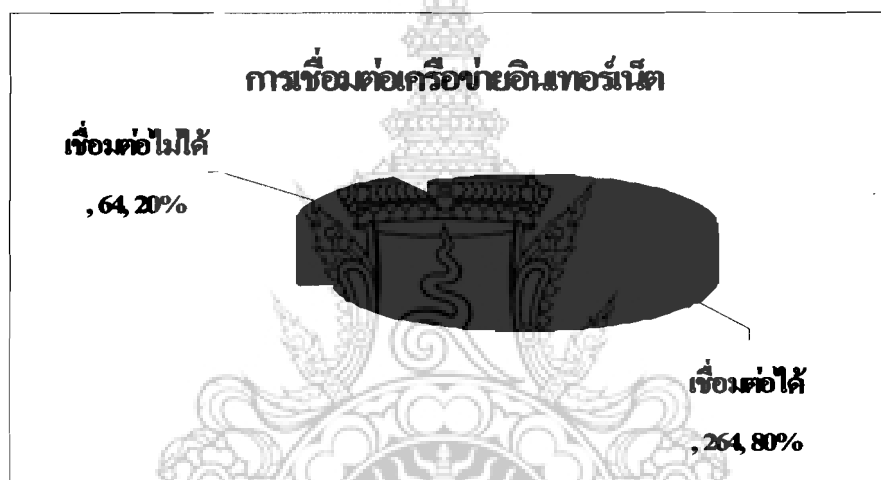 การเชื่อมต่อเครือข่ายอินเทอร์เน็ต
เชื่อมต่อไม่ได้
, 64, 20%
เชื่อมต่อได้
, 264, 80%